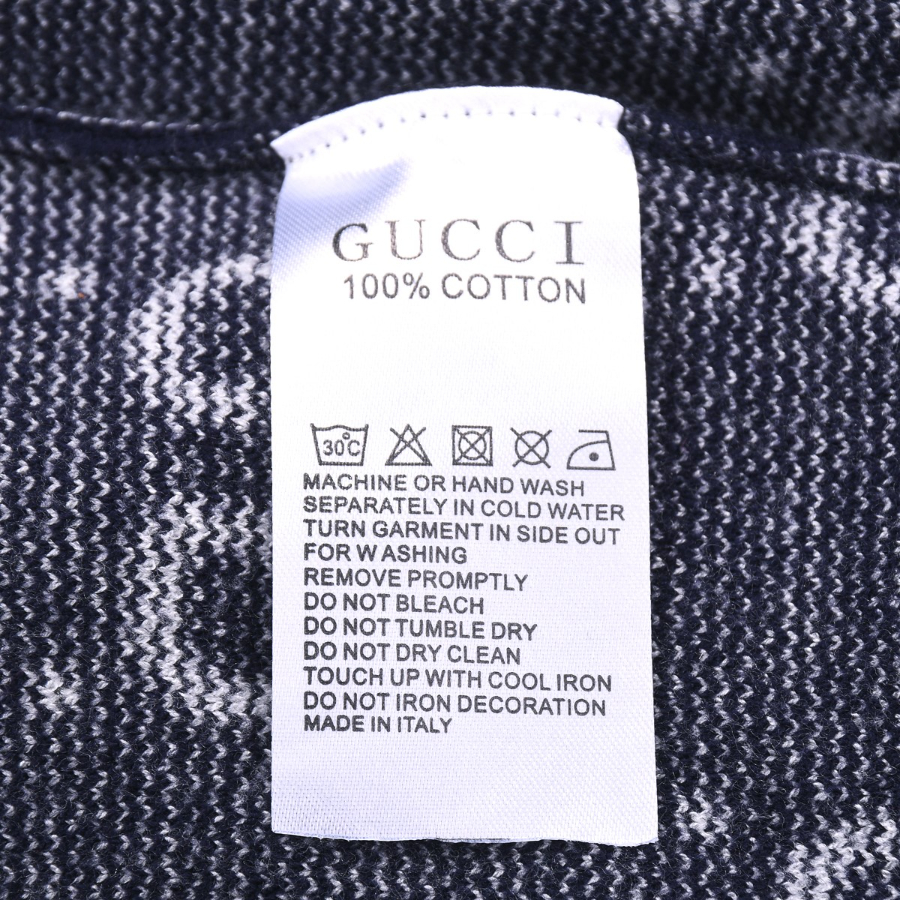 GUCCI
100% COTTON
30°C
MACHINE OR HAND WASH
SEPARATELY IN COLD WATER
TURN GARMENT IN SIDE OUT
FOR W ASHING
REMOVE PROMPTLY
DO NOT BLEACH
DO NOT TUMBLE DRY
DO NOT DRY CLEAN
TOUCH UP WITH COOL IRON
DO NOT IRON DECORATION
MADE IN ITALY